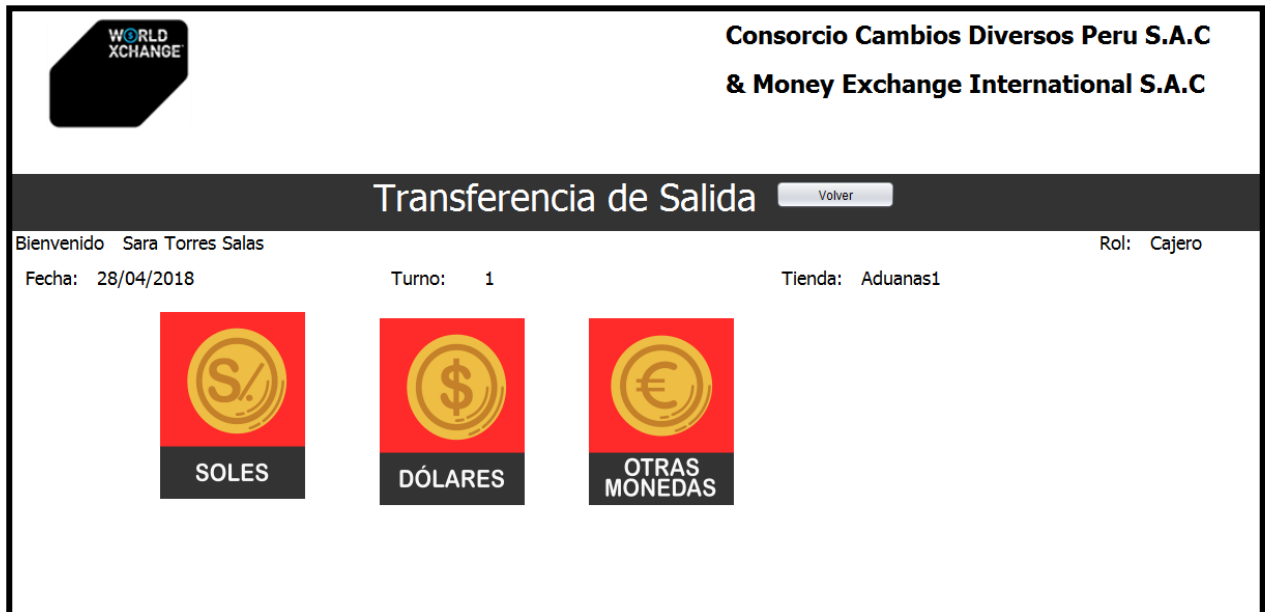 W$RLD
XCHANGE
Consorcio Cambios Diversos Peru S.A.C
& Money Exchange International S.A.C
Transferencia de Salida Volver
Bienvenido Sara Torres Salas Rol: Cajero
Fecha: 28/04/2018 Turno: 1 Tienda: Aduanas1
S/. $ €
SOLES DÓLARES OTRAS
MONEDAS